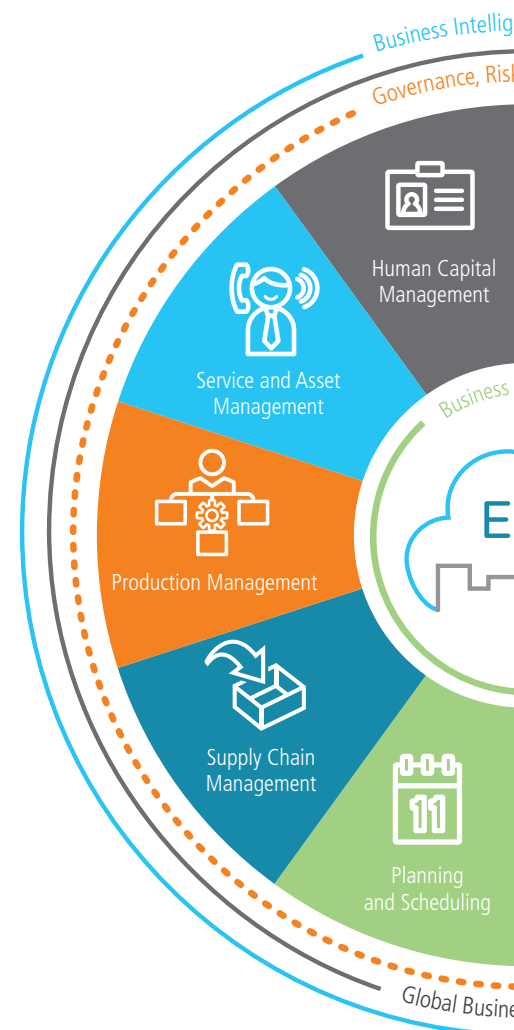 Business Intellig
Governance, Risk
Human Capital
Management
Service and Asset
Management
Business
E
Production Management
Supply Chain
Management
11
Planning
and Scheduling
Global Busine